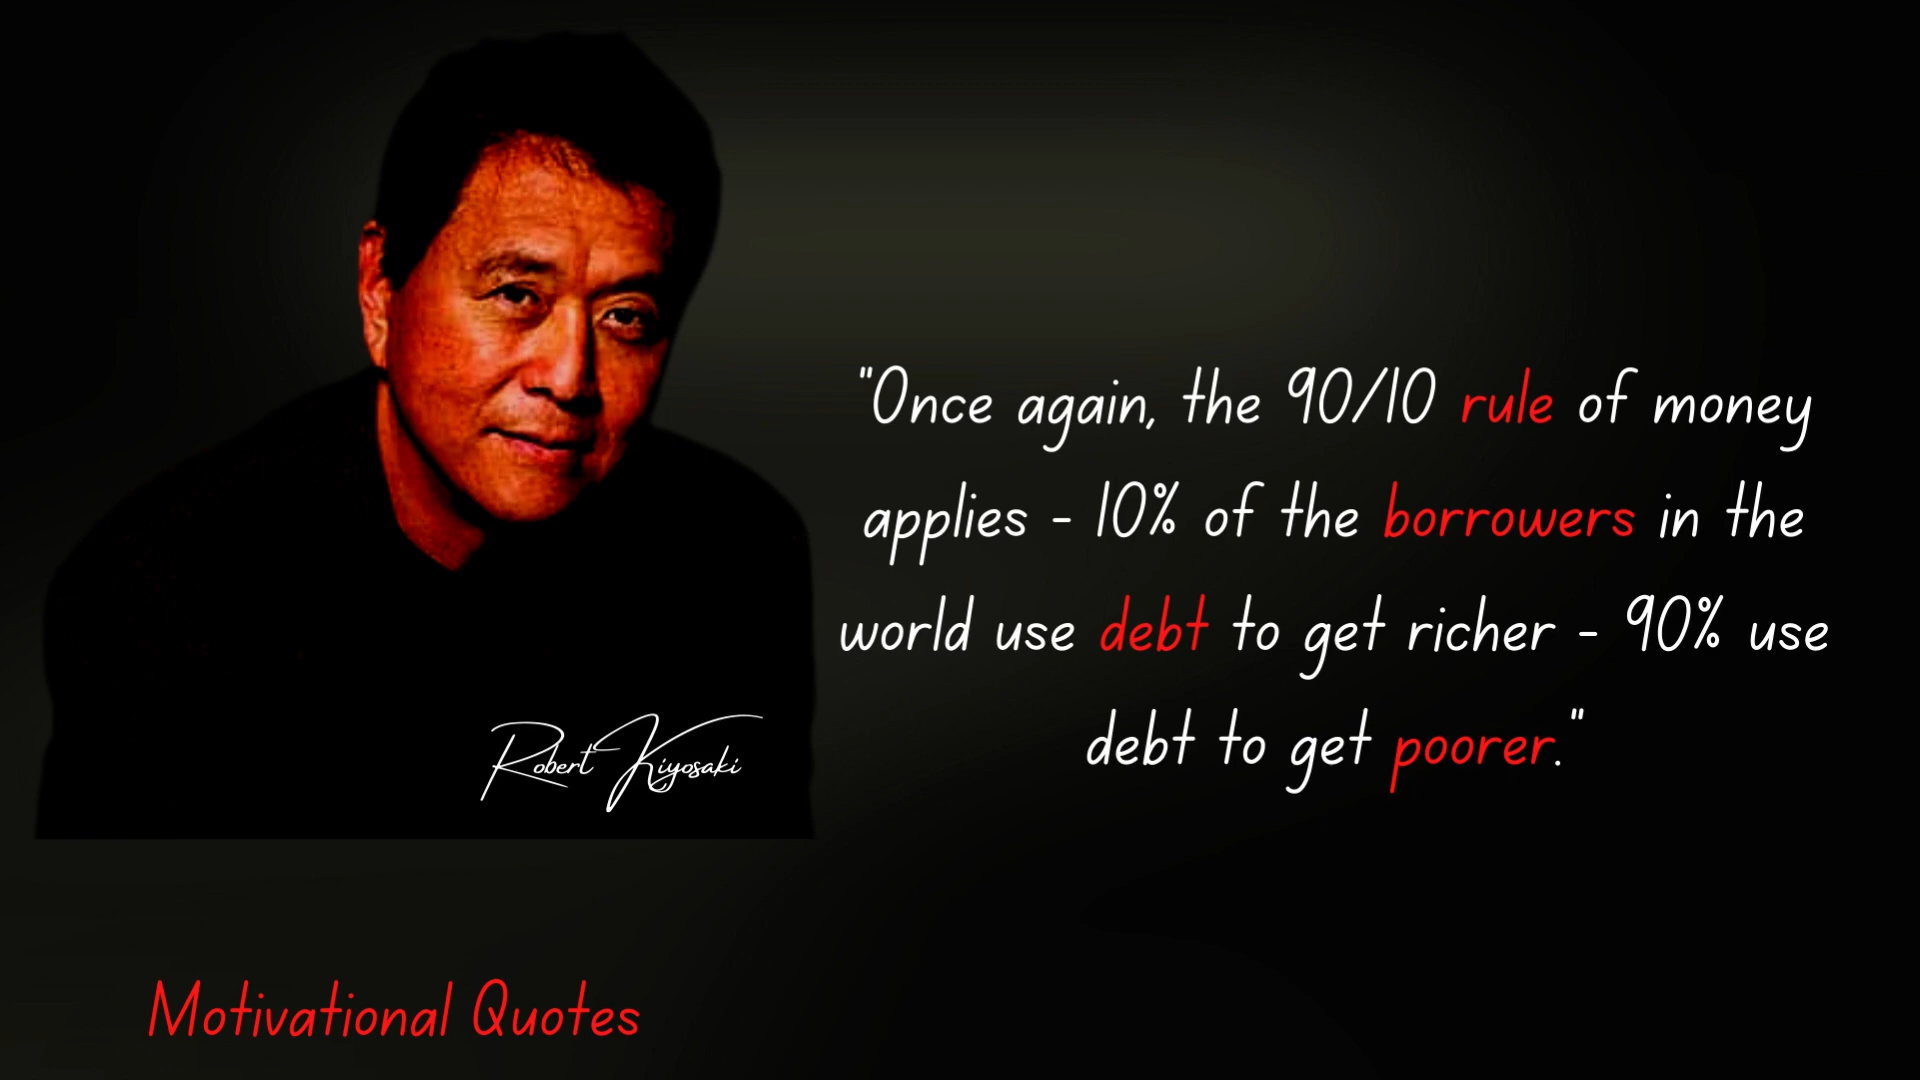 "Once again, the 90/10 rule of money
applies - 10% of the borrowers in the
world use debt to get richer - 90% use
debt to get poorer."
Robert Kiyosaki
Motivational Quotes